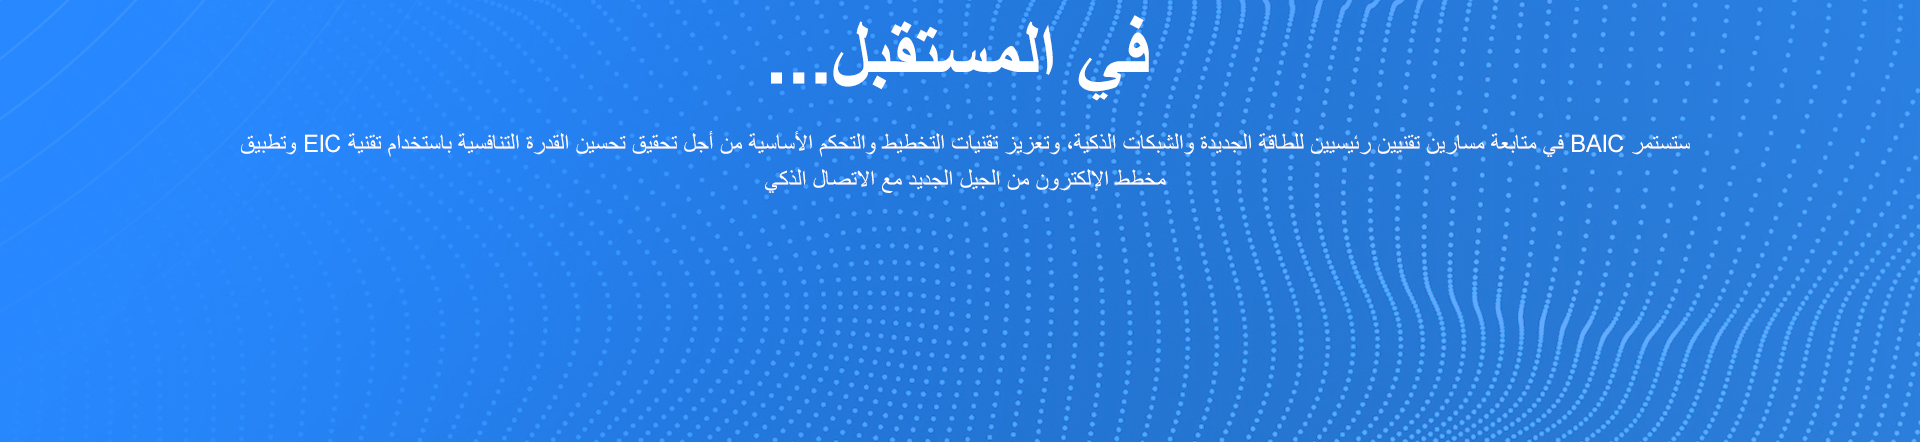 في المستقبل...
ستستمر BAIC في متابعة مسارين تقنيين رئيسيين للطاقة الجديدة والشبكات الذكية، وتعزيز تقنيات التخطيط والتحكم الأساسية من أجل تحقيق تحسين القدرة التنافسية باستخدام تقنية EIC وتطبيق
مخطط الإلكترون من الجيل الجديد مع الاتصال الذكي